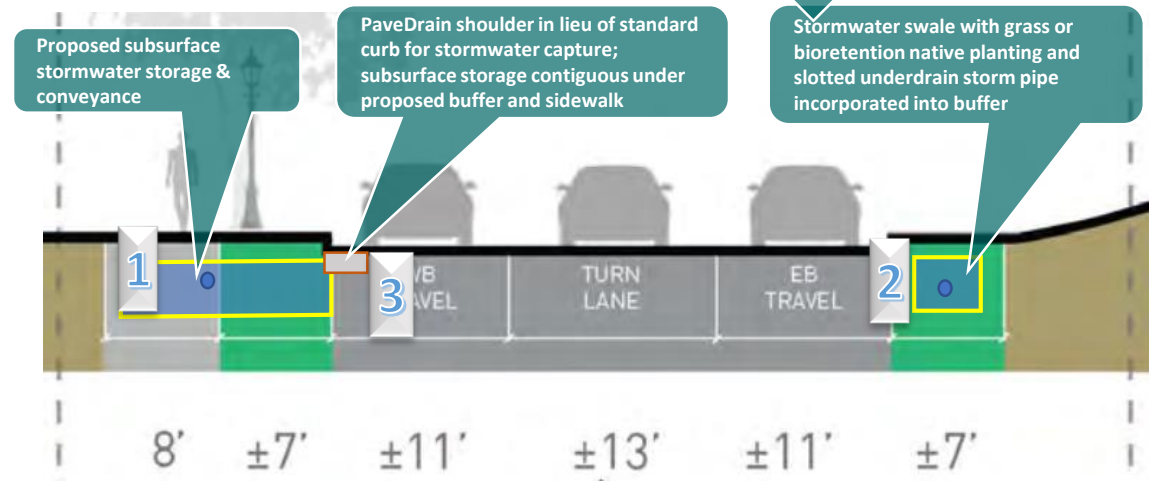 Proposed subsurface
stormwater storage &
conveyance
PaveDrain shoulder in lieu of standard
curb for stormwater capture;
subsurface storage contiguous under
proposed buffer and sidewalk
Stormwater swale with grass or
bioretention native planting and
slotted underdrain storm pipe
incorporated into buffer
1
3
2
TURN
LANE
EB
TRAVEL
8' ±7' ±11' ±13' ±11' ±7'